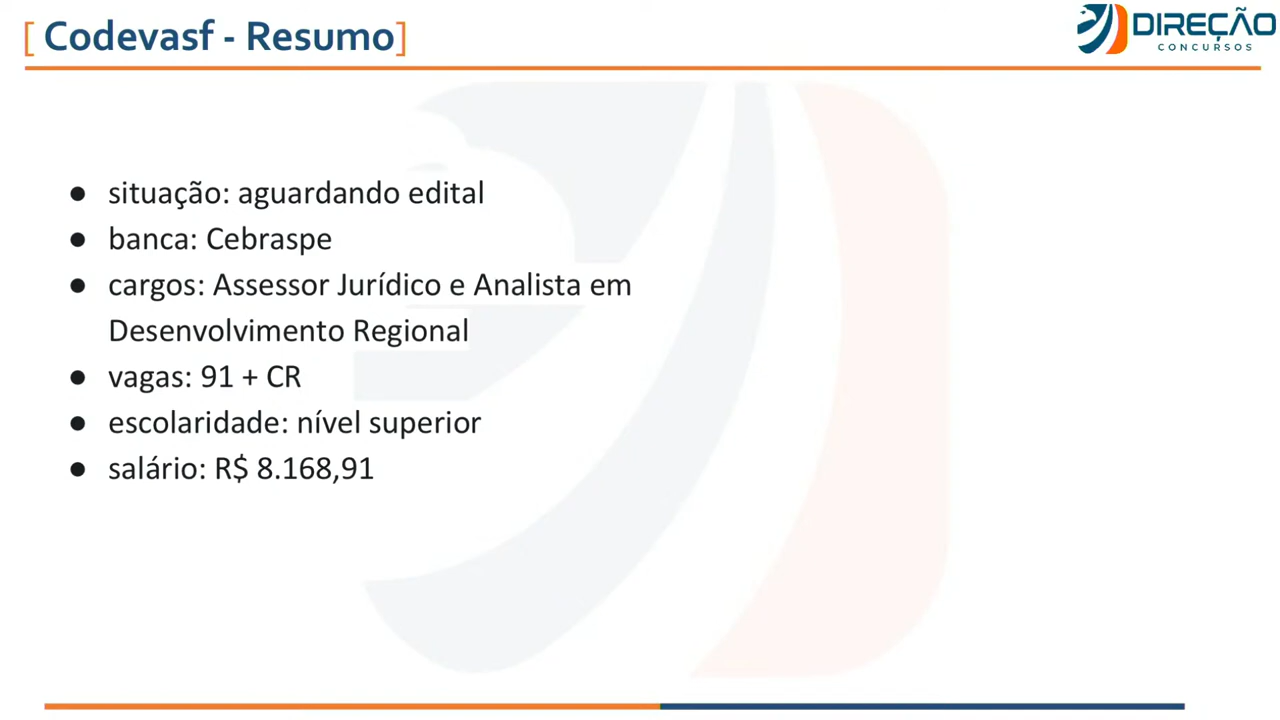 [ Codevasf - Resumo]
DIREÇÃO
CONCURSOS
● situação: aguardando edital
● banca: Cebraspe
● cargos: Assessor Jurídico e Analista em
Desenvolvimento Regional
● vagas: 91 + CR
● escolaridade: nível superior
● salário: R$ 8.168,91